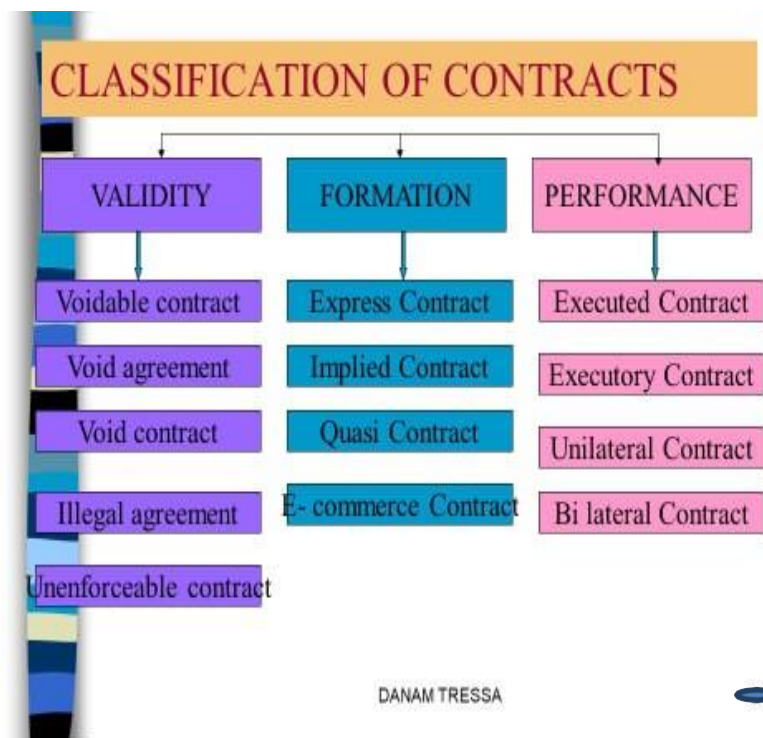 CLASSIFICATION OF CONTRACTS
VALIDITY
Voidable contract
Void agreement
Void contract
Illegal agreement
Unenforceable contract
FORMATION
Express Contract
Implied Contract
Quasi Contract
E- commerce Contract
PERFORMANCE
Executed Contract
Executory Contract
Unilateral Contract
Bi lateral Contract
DANAM TRESSA